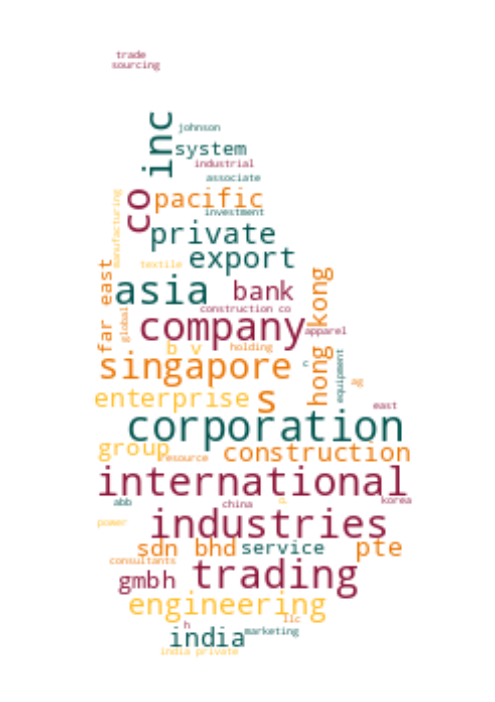 trade
sourcing
inc
johnson
system
industrial
associate
co
pacific
manufacturing
investment
private
export
textile
far east
asia
bank
hong kong
global
construction co
company
apparel
b v
holding
singapore
c
equipment
ag
enterprise
s
east
corporation
group
resource
construction
international
abb
china
o
korea
power
industries
sdn bhd
service
pte
consultants
gmbh
trading
engineering
h
llc
india
marketing
india private